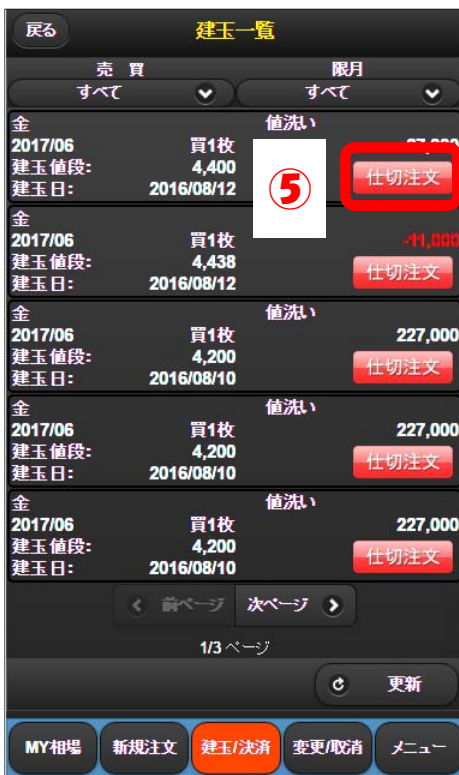 戻る 建玉一覧
売 買 限月
すべて すべて
金 値洗い
2017/06 買1枚
建玉値段: 4,400
建玉日: 2016/08/12
⑤ 仕切注文
金
2017/06 買1枚 -11,000
建玉値段: 4,438
建玉日: 2016/08/12 仕切注文
金 値洗い
2017/06 買1枚 227,000
建玉値段: 4,200
建玉日: 2016/08/10 仕切注文
金 値洗い
2017/06 買1枚 227,000
建玉値段: 4,200
建玉日: 2016/08/10 仕切注文
金 値洗い
2017/06 買1枚 227,000
建玉値段: 4,200
建玉日: 2016/08/10 仕切注文
前ページ 次ページ
1/3 ページ
更新
MY相場 新規注文 建玉/決済 変更/取消 メニュー